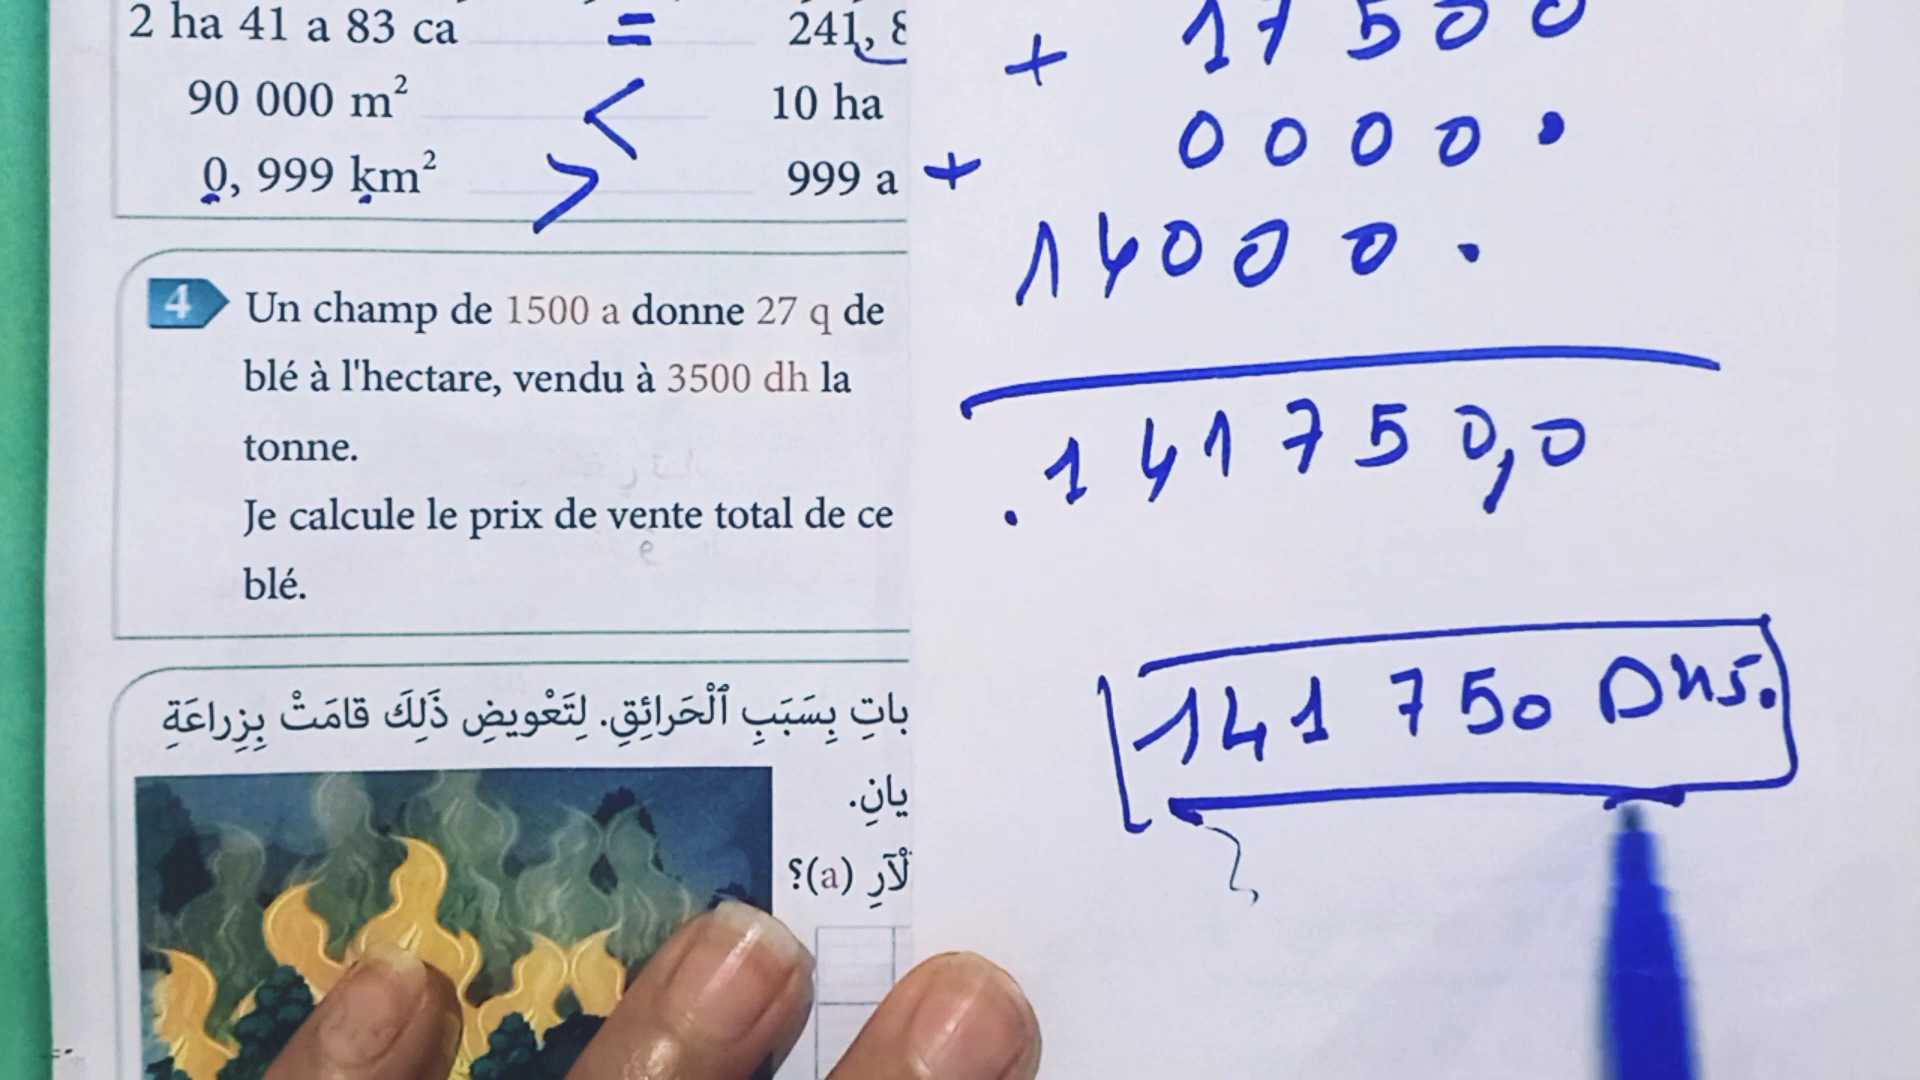 2 ha 41 a 83 ca = 241, 8
90 000 m² < 10 ha
0, 999 km² > 999 a
4 Un champ de 1500 a donne 27 q de
blé à l'hectare, vendu à 3500 dh la
tonne.
Je calcule le prix de vente total de ce
blé.
باتِ بِسَبَبِ ٱلْحَرائِقِ. لِتَعْويضِ ذَلِكَ قامَتْ بِزِراعَةِ
يانِ.
لْآرِ (a)؟
+ 17500
+ 0000.
14000.
.141750,0
141 750 Dhs.